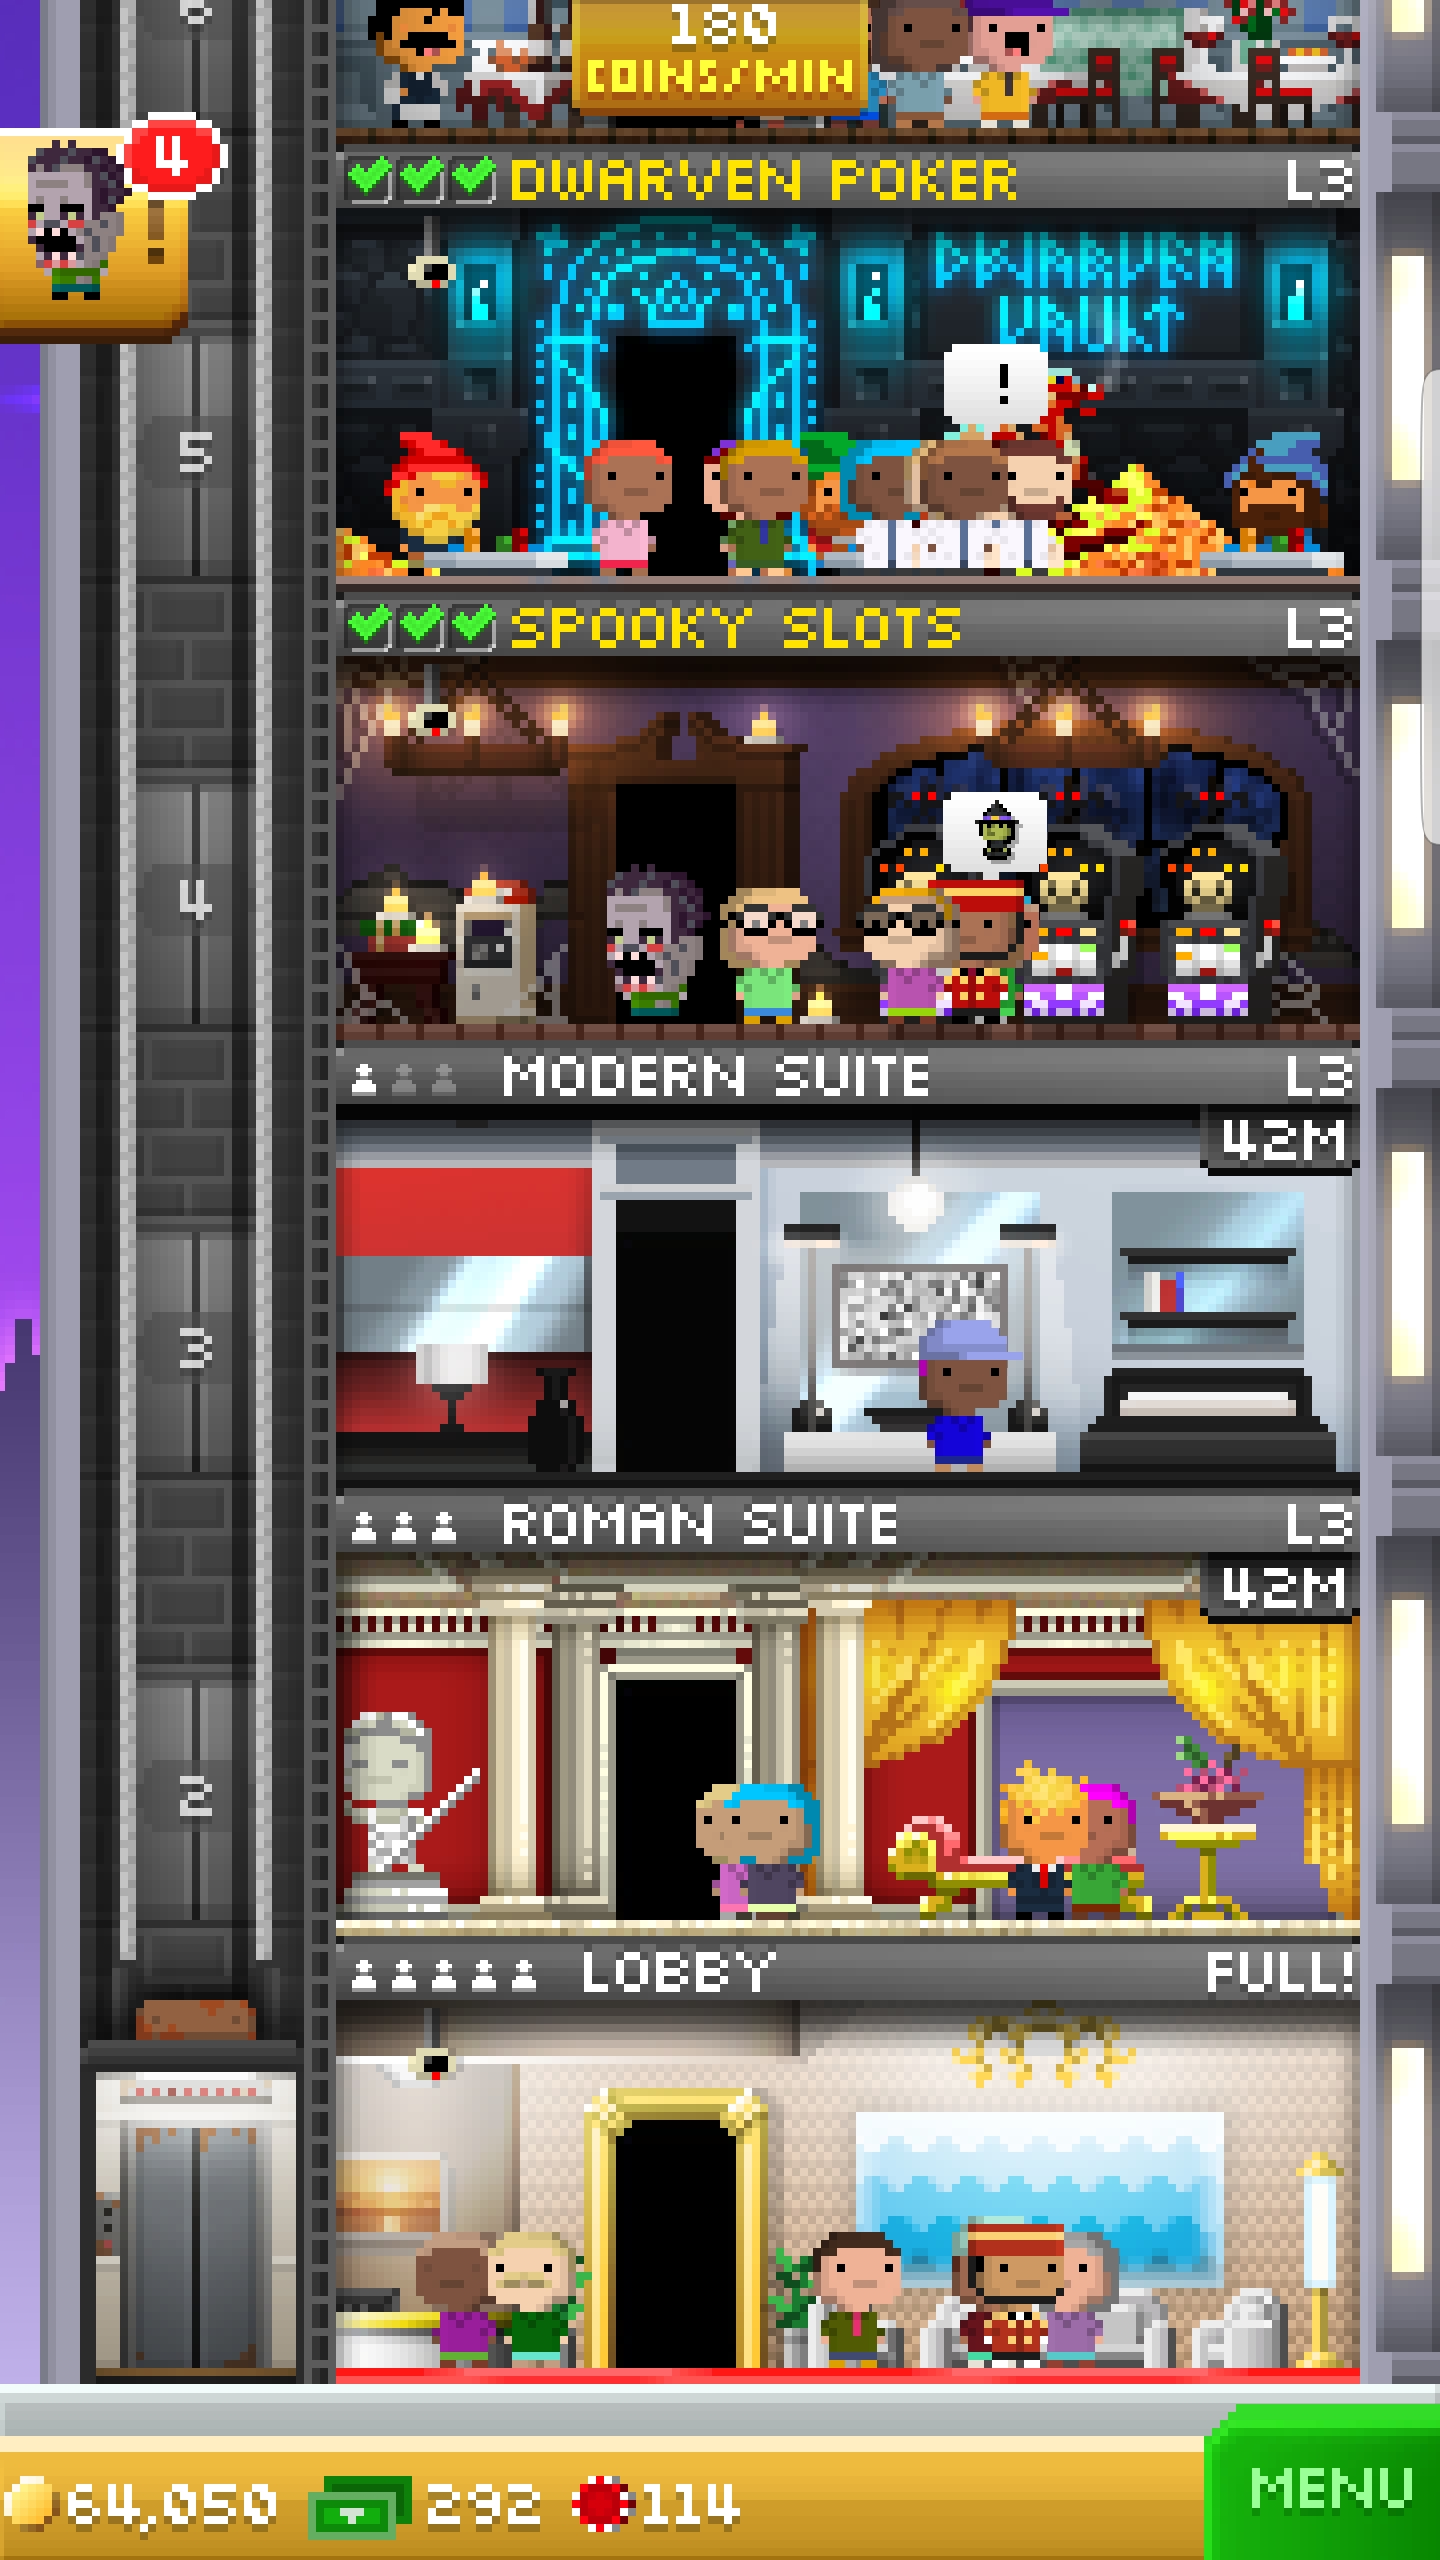 180
COINS/MIN
4
!
DWARVEN POKER L3
DWARVEN
VAULT
!
5
SPOOKY SLOTS L3
4
MODERN SUITE L3
42M
3
ROMAN SUITE L3
42M
2
LOBBY FULL!
64,050 292 114 MENU